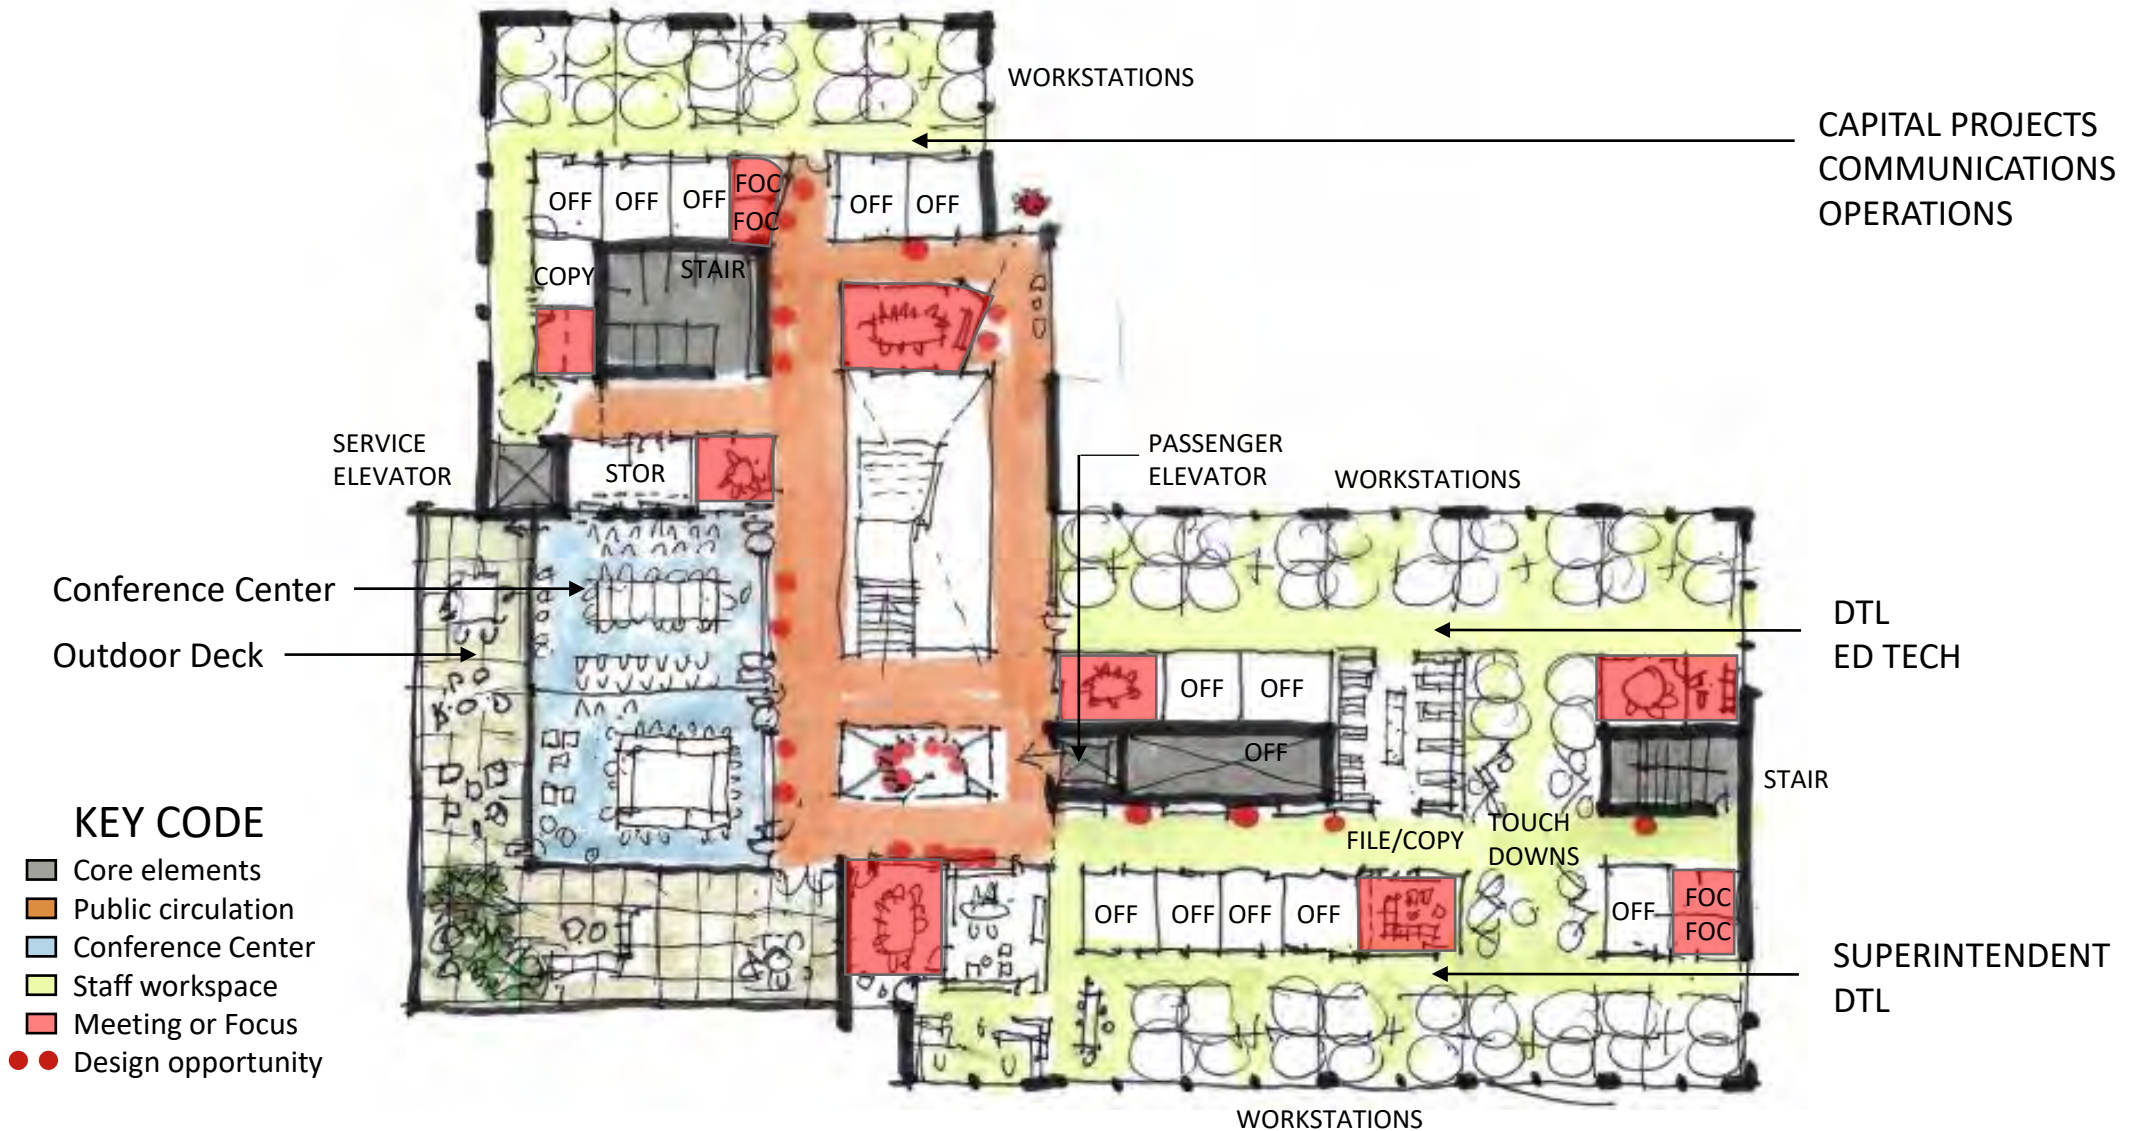 WORKSTATIONS
CAPITAL PROJECTS
COMMUNICATIONS
OPERATIONS
FOC
OFF OFF OFF OFF OFF
FOC
COPY STAIR
SERVICE
ELEVATOR
STOR
PASSENGER
ELEVATOR
WORKSTATIONS
Conference Center
Outdoor Deck
DTL
ED TECH
OFF OFF
OFF
STAIR
FILE/COPY
TOUCH
DOWNS
OFF OFF OFF OFF OFF
FOC
FOC
SUPERINTENDENT
DTL
WORKSTATIONS
KEY CODE
Core elements
Public circulation
Conference Center
Staff workspace
Meeting or Focus
Design opportunity